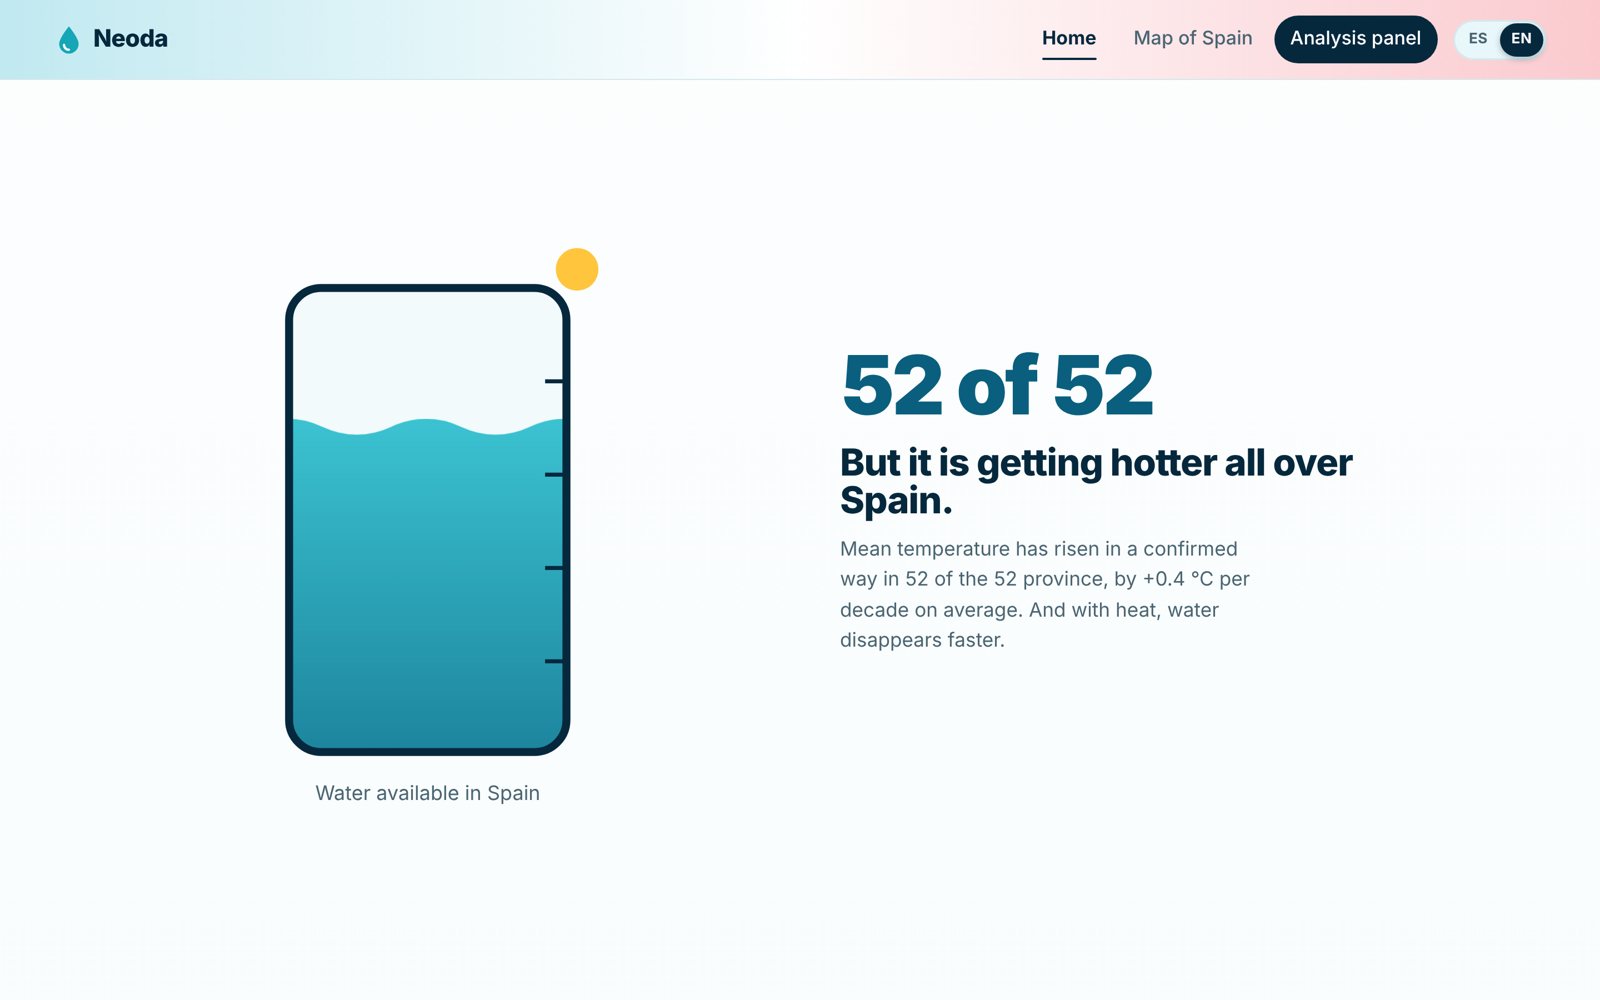 Neoda
Home
Map of Spain
Analysis panel
ES
EN
52 of 52
But it is getting hotter all over
Spain.
Mean temperature has risen in a confirmed
way in 52 of the 52 province, by +0.4 °C per
decade on average. And with heat, water
disappears faster.
Water available in Spain